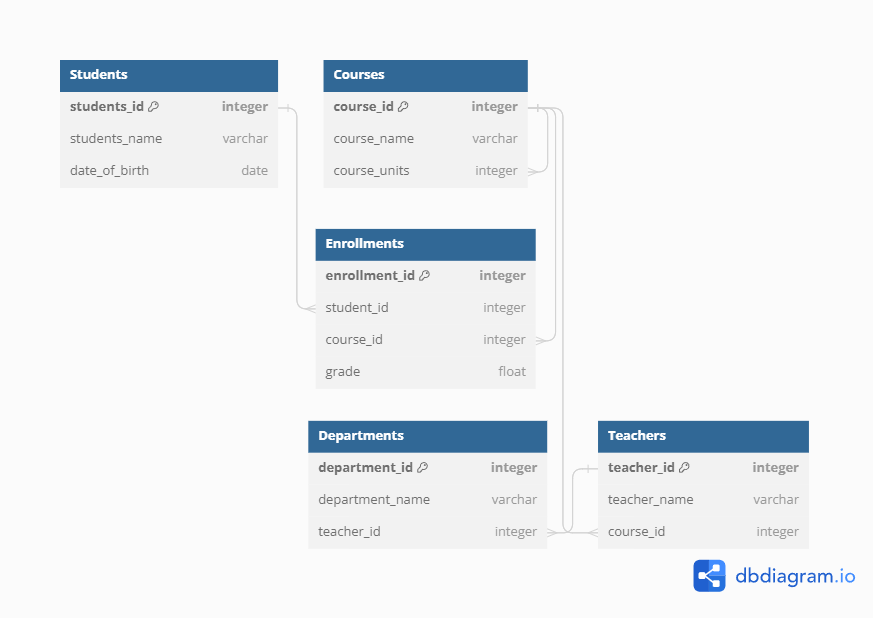 Students
students_id integer
students_name varchar
date_of_birth date
Courses
course_id integer
course_name varchar
course_units integer
Enrollments
enrollment_id integer
student_id integer
course_id integer
grade float
Departments
department_id integer
department_name varchar
teacher_id integer
Teachers
teacher_id integer
teacher_name varchar
course_id integer
dbdiagram.io